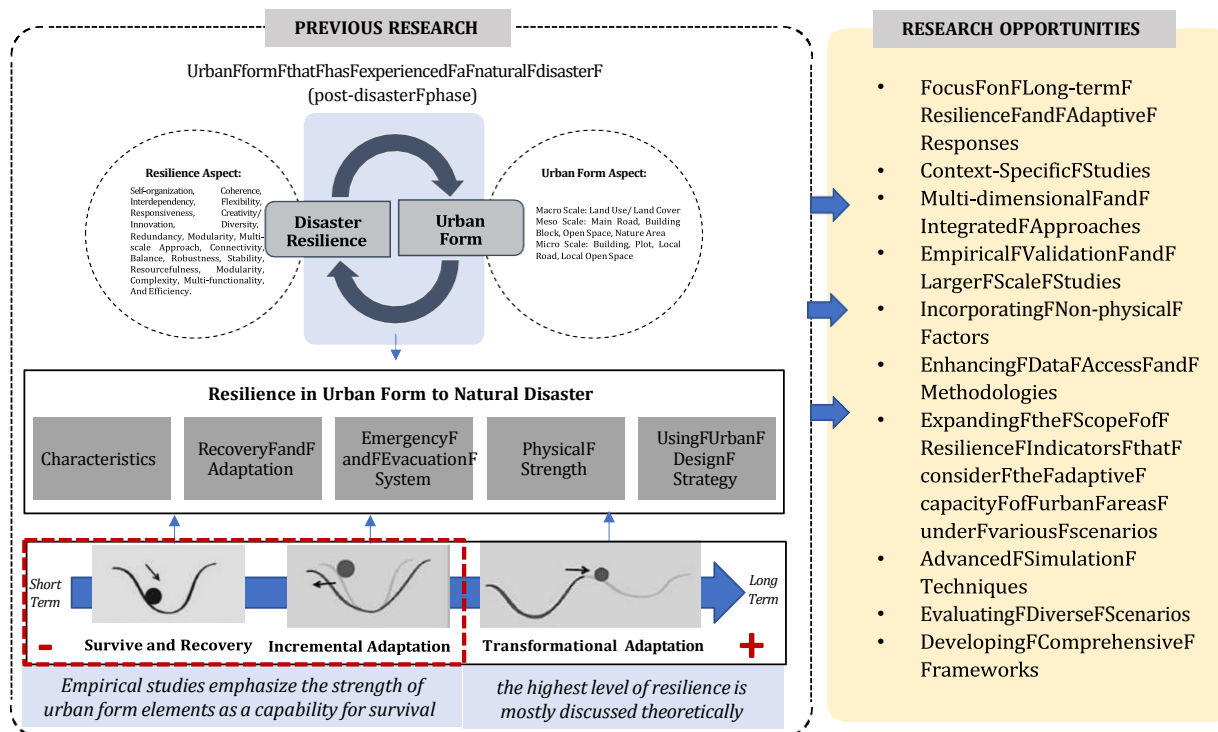 PREVIOUS RESEARCH
UrbanFformFthatFhasFexperiencedFaFnaturalFdisasterF
(post-disasterFphase)
Resilience Aspect:
Self-organization, Coherence,
Interdependency, Flexibility,
Responsiveness, Creativity/
Innovation, Diversity,
Redundancy, Modularity, Multi-
scale Approach, Connectivity,
Balance, Robustness, Stability,
Resourcefulness, Modularity,
Complexity, Multi-functionality,
And Efficiency.
Disaster
Resilience
Urban
Form
Urban Form Aspect:
Macro Scale: Land Use/ Land Cover
Meso Scale: Main Road, Building
Block, Open Space, Nature Area
Micro Scale: Building, Plot, Local
Road, Local Open Space
Resilience in Urban Form to Natural Disaster
Characteristics
RecoveryFandF
Adaptation
EmergencyF
andFEvacuationF
System
PhysicalF
Strength
UsingFUrbanF
DesignF
Strategy
Short
Term
Long
Term
-
Survive and Recovery
Incremental Adaptation
Transformational Adaptation
+
Empirical studies emphasize the strength of
urban form elements as a capability for survival
the highest level of resilience is
mostly discussed theoretically
RESEARCH OPPORTUNITIES
• FocusFonFLong-termF
ResilienceFandFAdaptiveF
Responses
• Context-SpecificFStudies
• Multi-dimensionalFandF
IntegratedFApproaches
• EmpiricalFValidationFandF
LargerFScaleFStudies
• IncorporatingFNon-physicalF
Factors
• EnhancingFDataFAccessFandF
Methodologies
• ExpandingFtheFScopeFofF
ResilienceFIndicatorsFthatF
considerFtheFadaptiveF
capacityFofFurbanFareasF
underFvariousFscenarios
• AdvancedFSimulationF
Techniques
• EvaluatingFDiverseFScenarios
• DevelopingFComprehensiveF
Frameworks